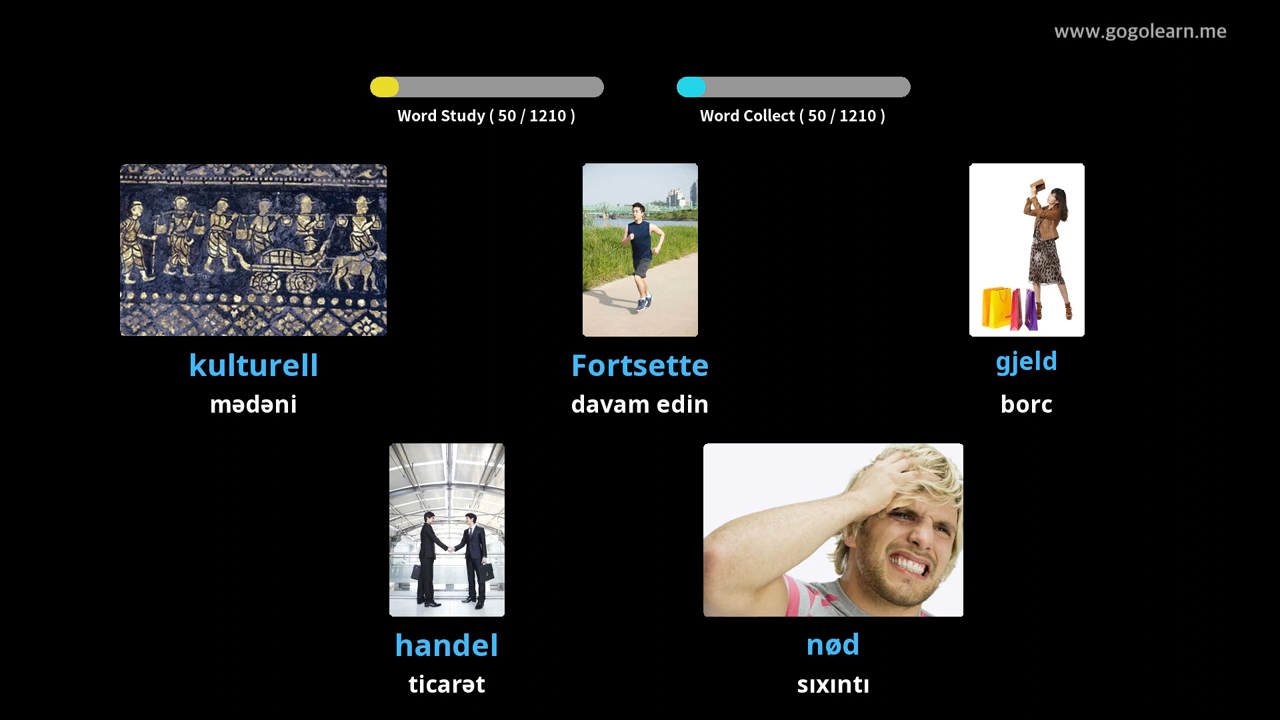 www.gogolearn.me
Word Study ( 50 / 1210 )
Word Collect ( 50 / 1210 )
kulturell
mədəni
Fortsette
davam edin
gjeld
borc
handel
ticarət
nød
sıxıntı